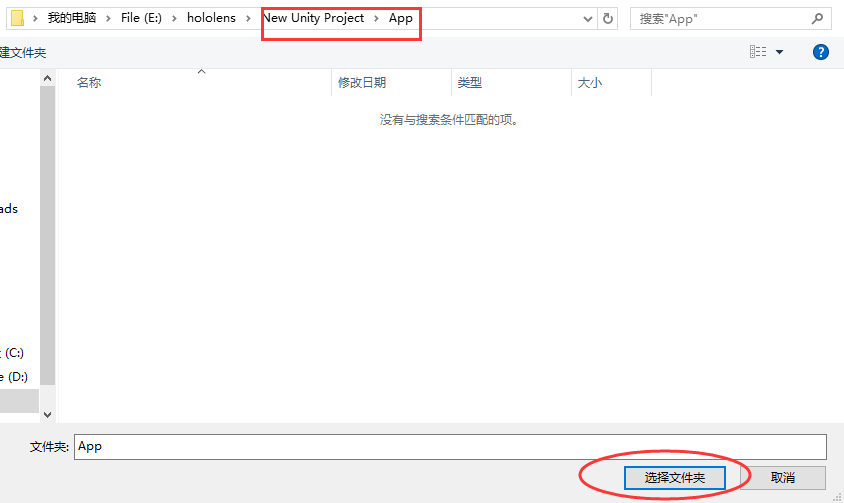 我的电脑 File (E:) hololens New Unity Project App 搜索"App"
建文件夹
名称 修改日期 类型 大小
没有与搜索条件匹配的项。
ads
(C:)
e (D:)
文件夹: App
选择文件夹 取消